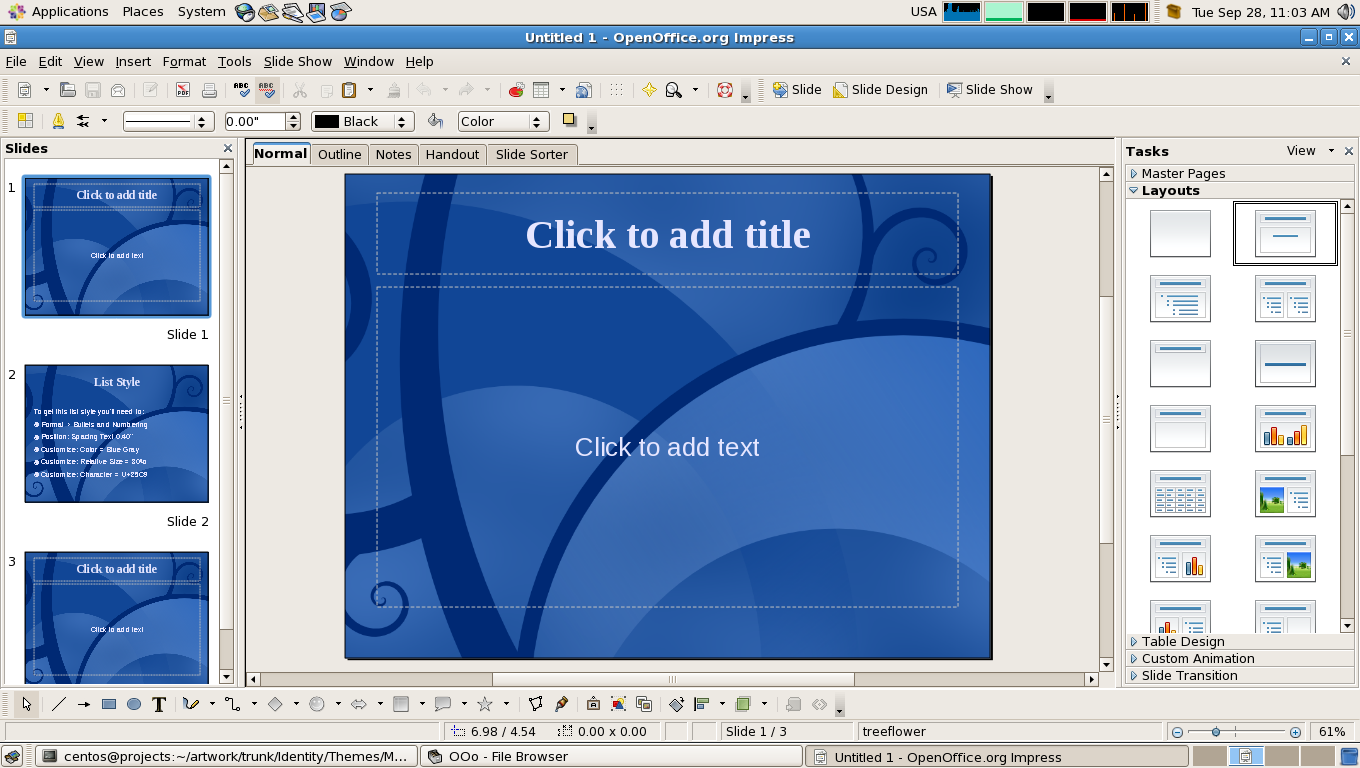 Applications Places System USA Tue Sep 28, 11:03 AM
Untitled 1 - OpenOffice.org Impress
File Edit View Insert Format Tools Slide Show Window Help
ABC ABC Slide Slide Design Slide Show
0.00" Black Color
Slides
Normal Outline Notes Handout Slide Sorter
Tasks View
Master Pages
Layouts
1
Click to add title
Click to add text
Slide 1
2
List Style
To get this list style you'll need to:
Format > Bullets and Numbering
Position: Spacing Text 0.40"
Customize: Color = Blue Gray
Customize: Relative Size = 80%
Customize: Character = U+25C9
Slide 2
3
Click to add title
Click to add text
Click to add title
Click to add text
Table Design
Custom Animation
Slide Transition
T
6.98 / 4.54 0.00 x 0.00 Slide 1 / 3 treeflower 61%
centos@projects:~/artwork/trunk/Identity/Themes/M... OOo - File Browser Untitled 1 - OpenOffice.org Impress